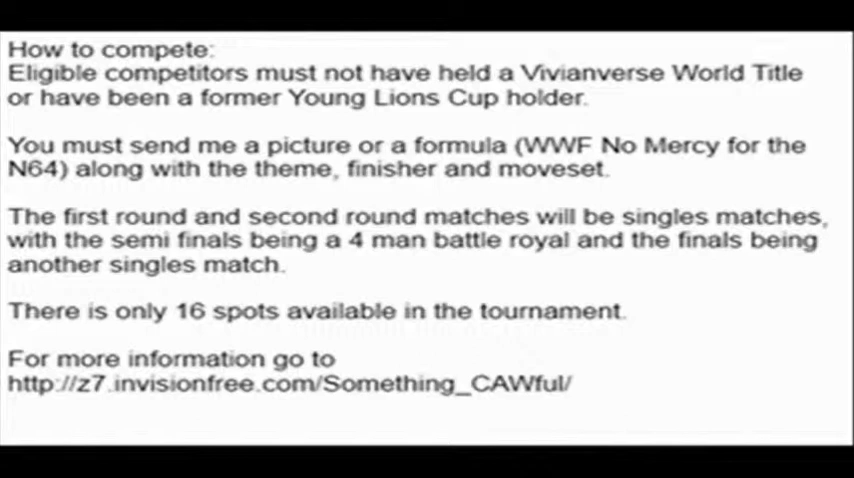 How to compete:
Eligible competitors must not have held a Vivianverse World Title
or have been a former Young Lions Cup holder.
You must send me a picture or a formula (WWF No Mercy for the
N64) along with the theme, finisher and moveset.
The first round and second round matches will be singles matches,
with the semi finals being a 4 man battle royal and the finals being
another singles match.
There is only 16 spots available in the tournament.
For more information go to
http://z7.invisionfree.com/Something_CAWful/